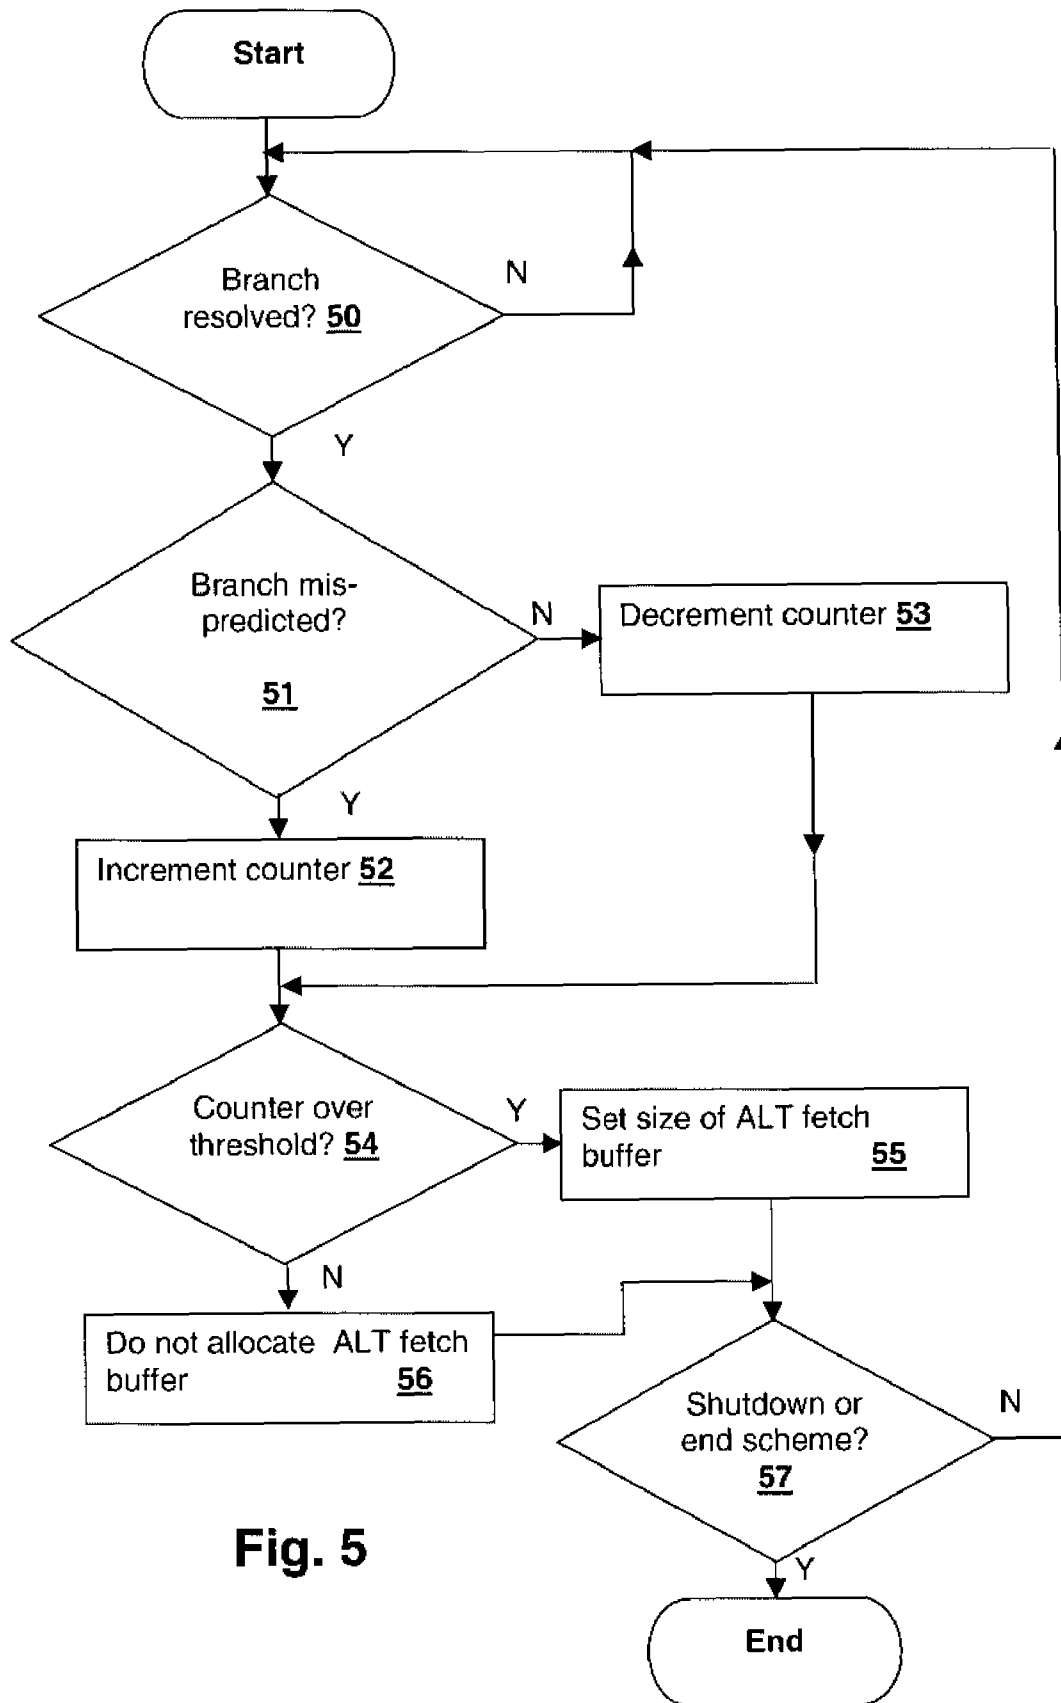 Start
Branch
resolved? 50
N
Y
Branch mis-
predicted?
51
N
Decrement counter 53
Y
Increment counter 52
Counter over
threshold? 54
Y
Set size of ALT fetch
buffer 55
N
Do not allocate ALT fetch
buffer 56
Shutdown or
end scheme?
57
N
Y
End
Fig. 5